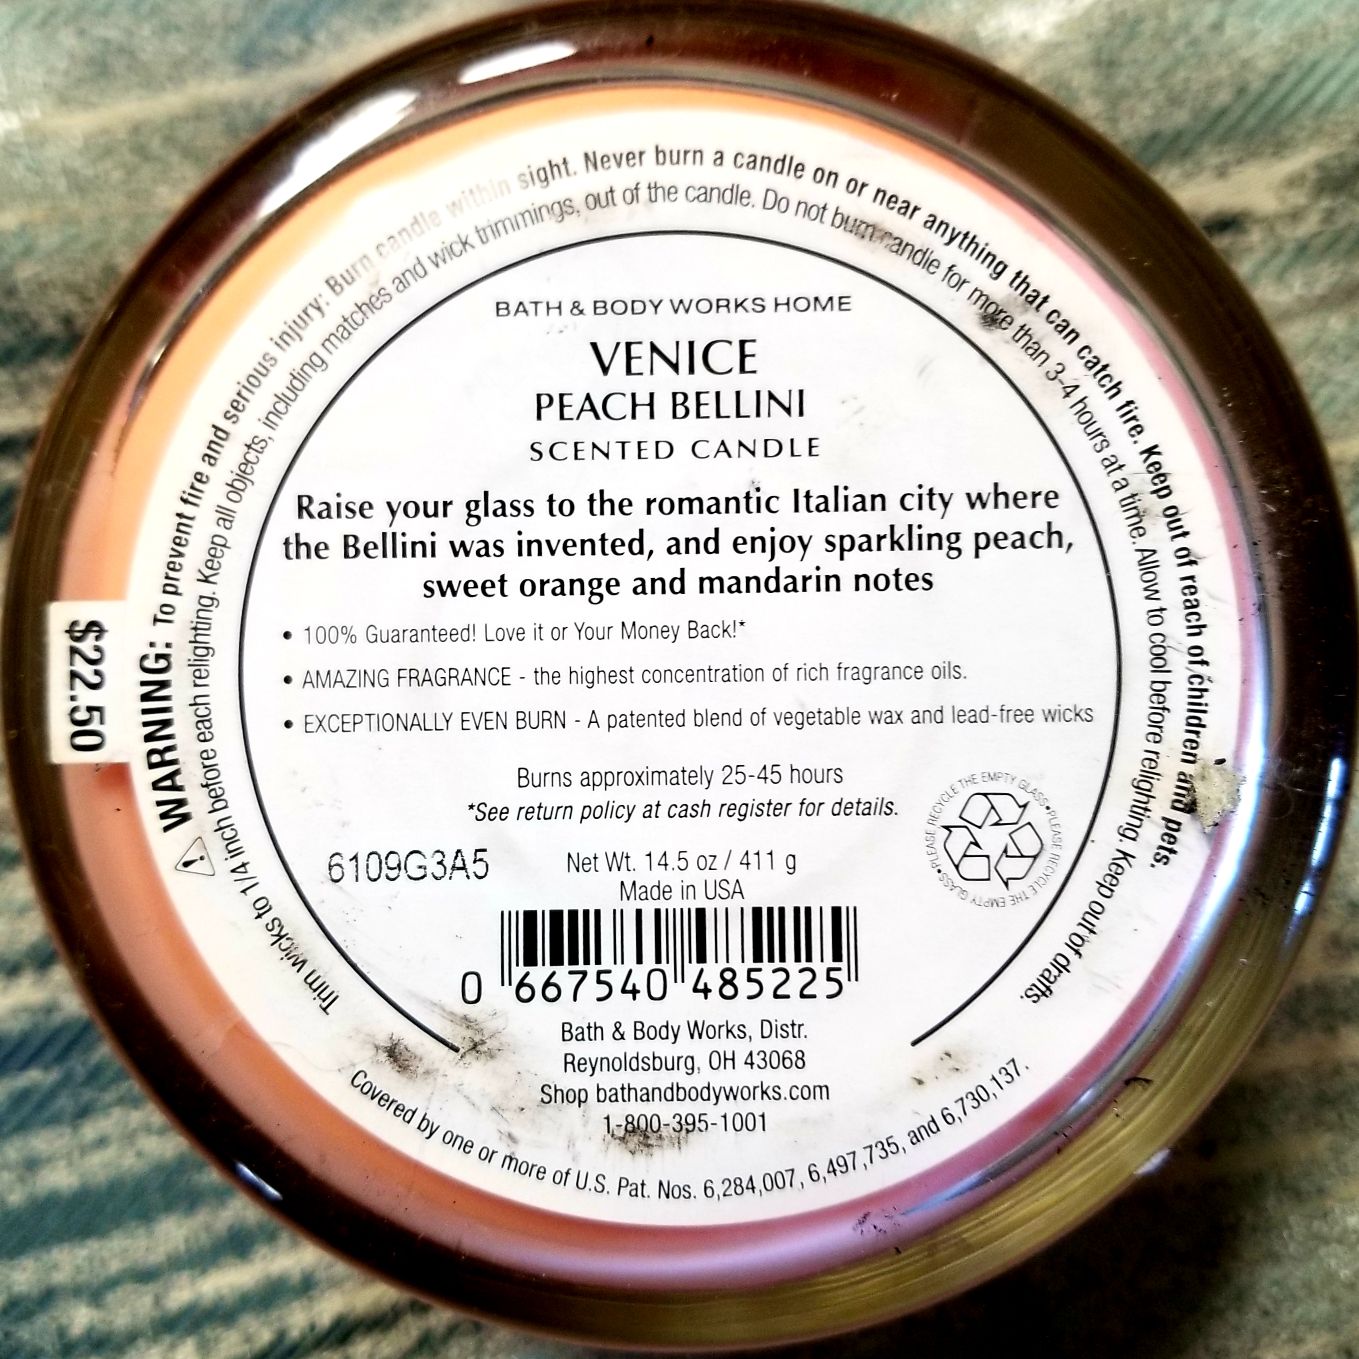 WARNING: To prevent fire and serious injury: Burn candle within sight. Never burn a candle on or near anything that can catch fire. Keep out of reach of children and pets.
Trim wicks to 1/4 inch before each relighting. Keep all objects, including matches and wick trimmings, out of the candle. Do not burn candle for more than 3-4 hours at a time. Allow to cool before relighting. Keep out of drafts.
BATH & BODY WORKS HOME
VENICE
PEACH BELLINI
SCENTED CANDLE
Raise your glass to the romantic Italian city where
the Bellini was invented, and enjoy sparkling peach,
sweet orange and mandarin notes
• 100% Guaranteed! Love it or Your Money Back!*
• AMAZING FRAGRANCE - the highest concentration of rich fragrance oils.
• EXCEPTIONALLY EVEN BURN - A patented blend of vegetable wax and lead-free wicks
$22.50
Burns approximately 25-45 hours
*See return policy at cash register for details.
PLEASE RECYCLE THE EMPTY GLASS•PLEASE RECYCLE THE EMPTY GLASS•
6109G3A5
Net Wt. 14.5 oz / 411 g
Made in USA
0 667540 485225
Bath & Body Works, Distr.
Reynoldsburg, OH 43068
Shop bathandbodyworks.com
1-800-395-1001
Covered by one or more of U.S. Pat. Nos. 6,284,007, 6,497,735, and 6,730,137.